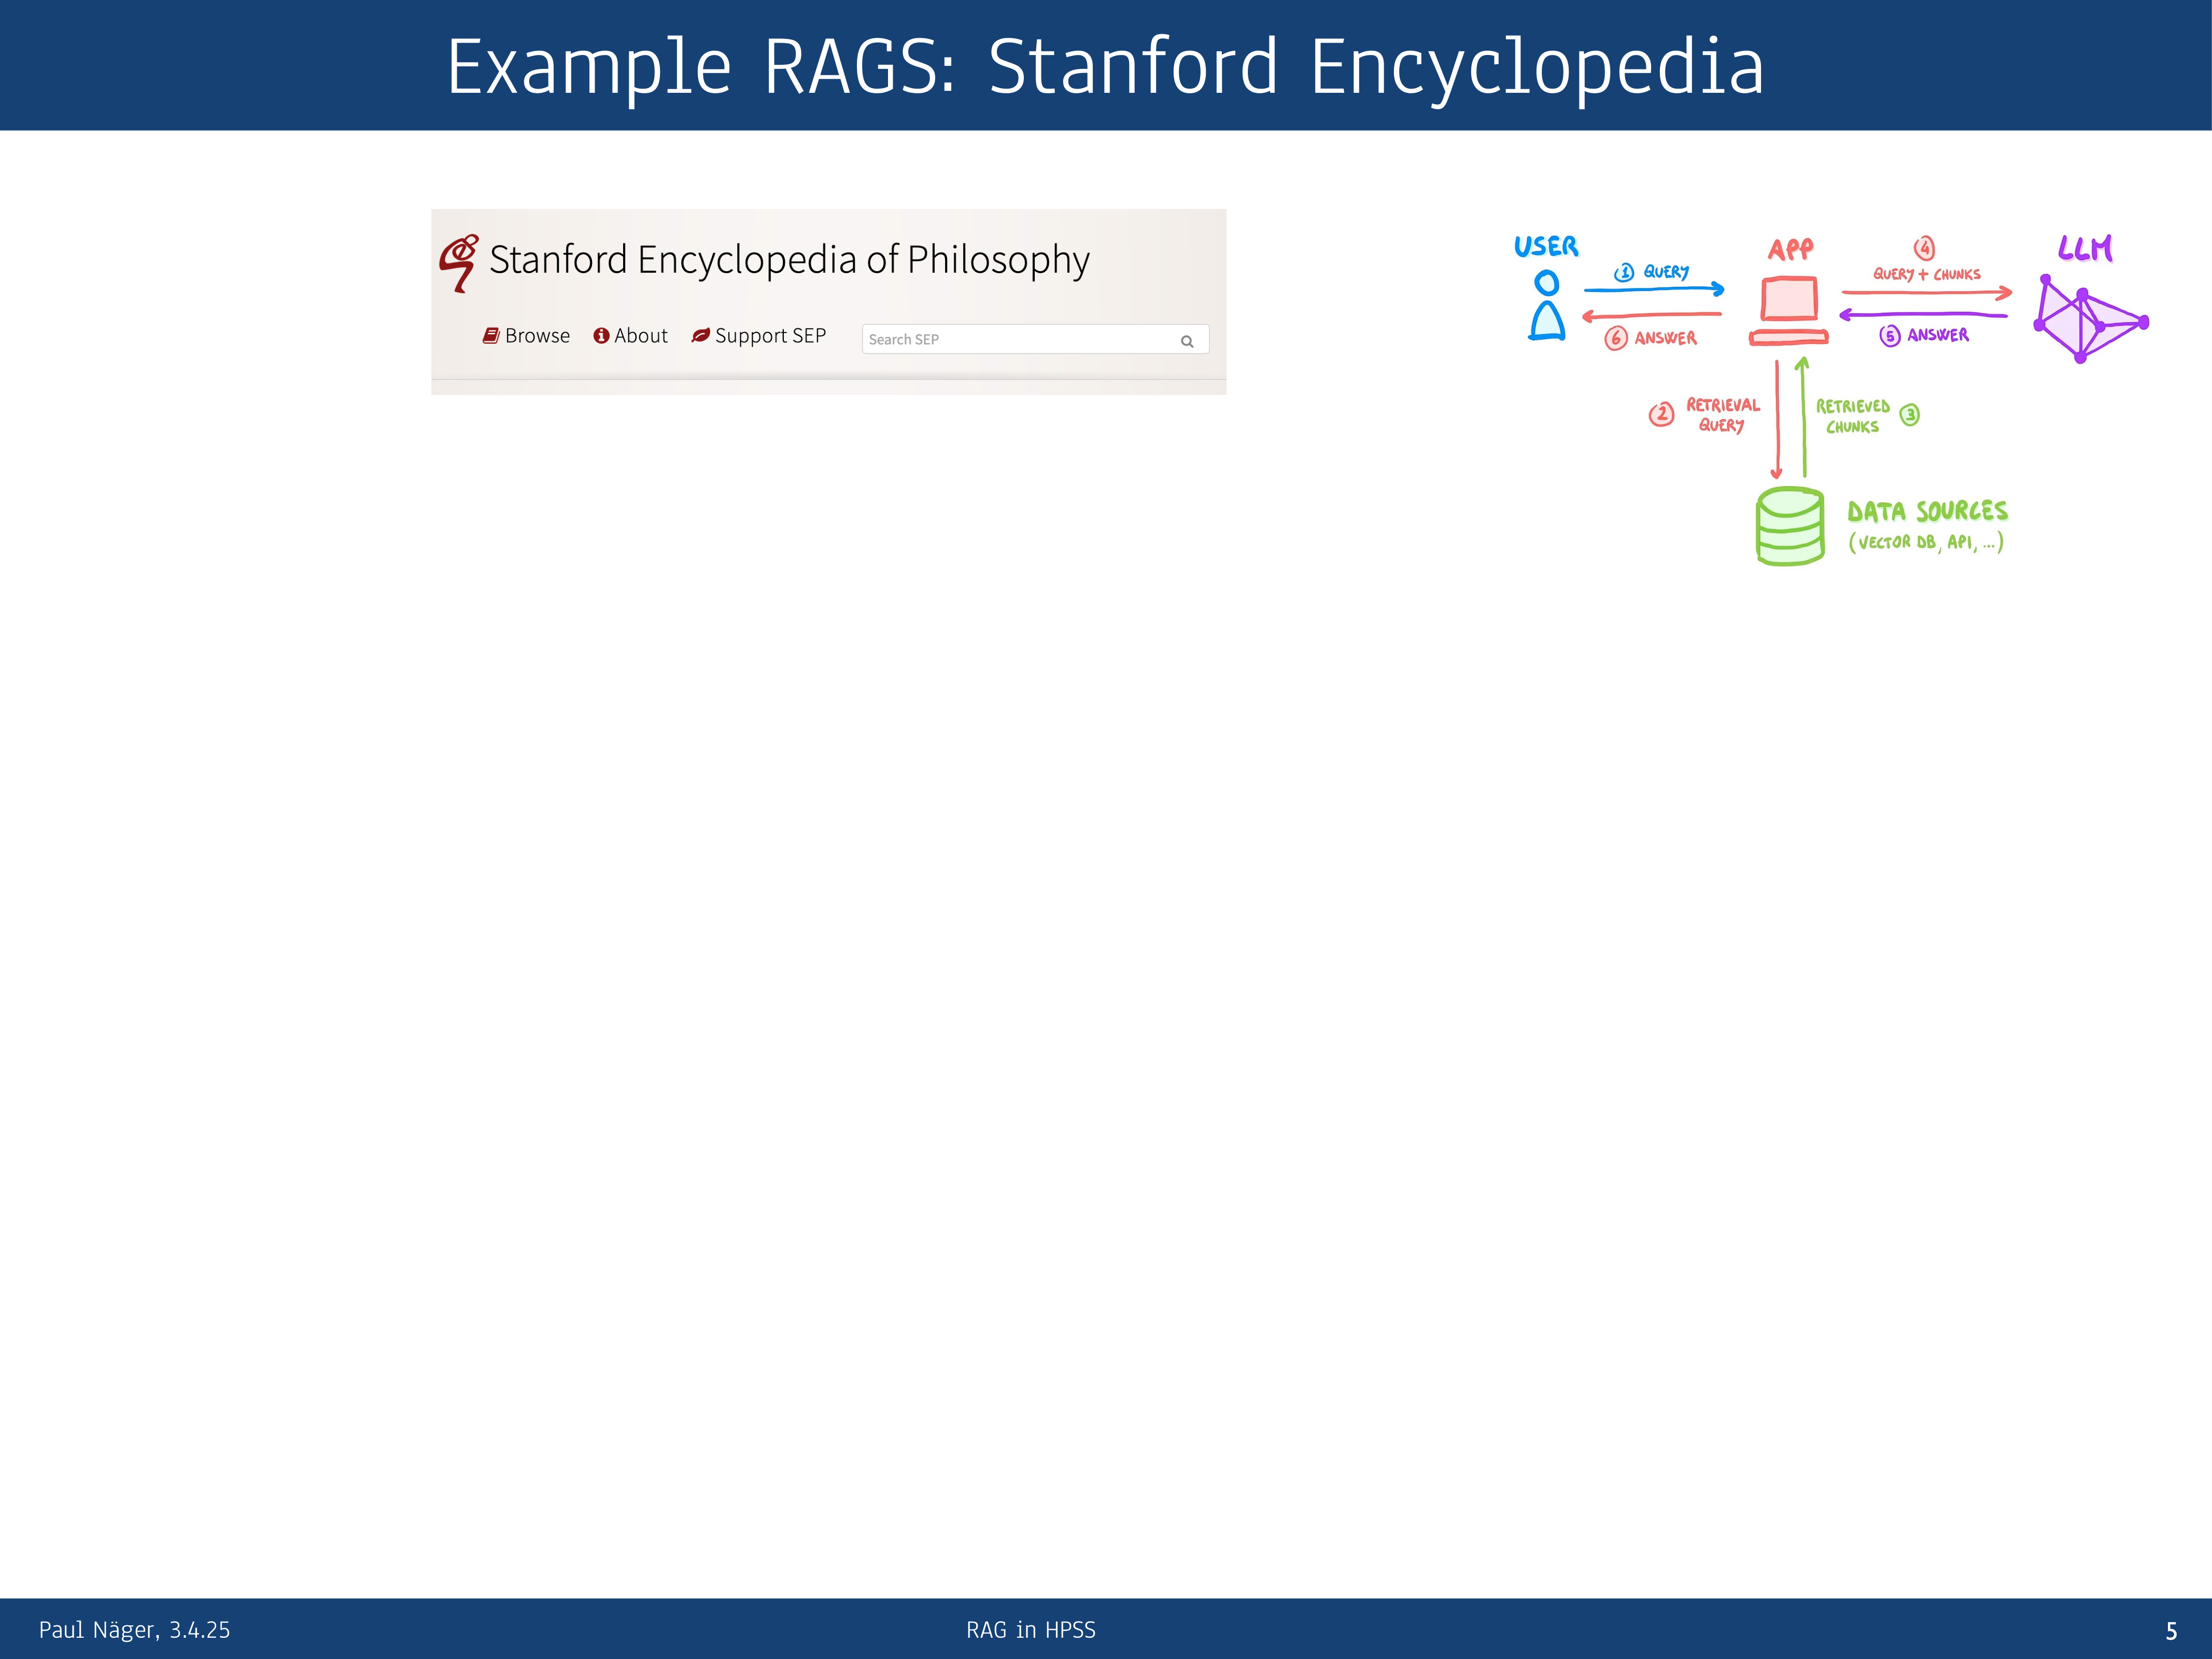 Example RAGS: Stanford Encyclopedia
Stanford Encyclopedia of Philosophy
Browse About Support SEP Search SEP
USER
APP
LLM
1 QUERY
6 ANSWER
4
QUERY + CHUNKS
5 ANSWER
2 RETRIEVAL
QUERY
RETRIEVED 3
CHUNKS
DATA SOURCES
(VECTOR DB, API, ...)
Paul Näger, 3.4.25
RAG in HPSS
5